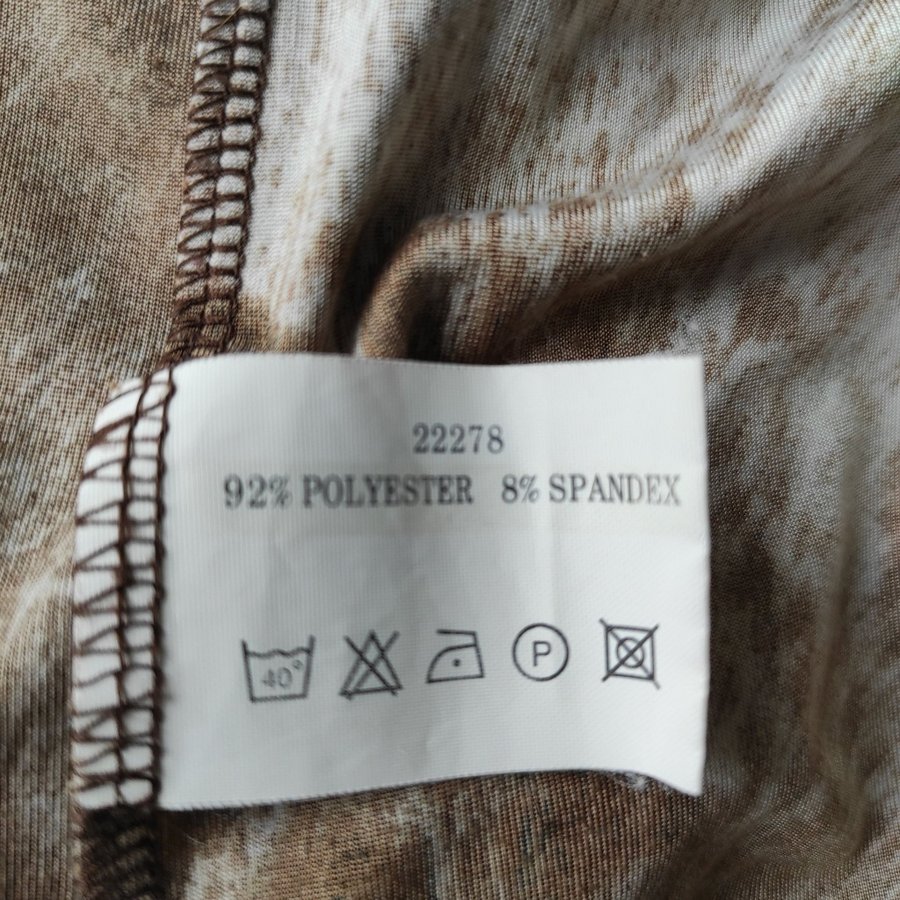 22278
92% POLYESTER 8% SPANDEX
40° P